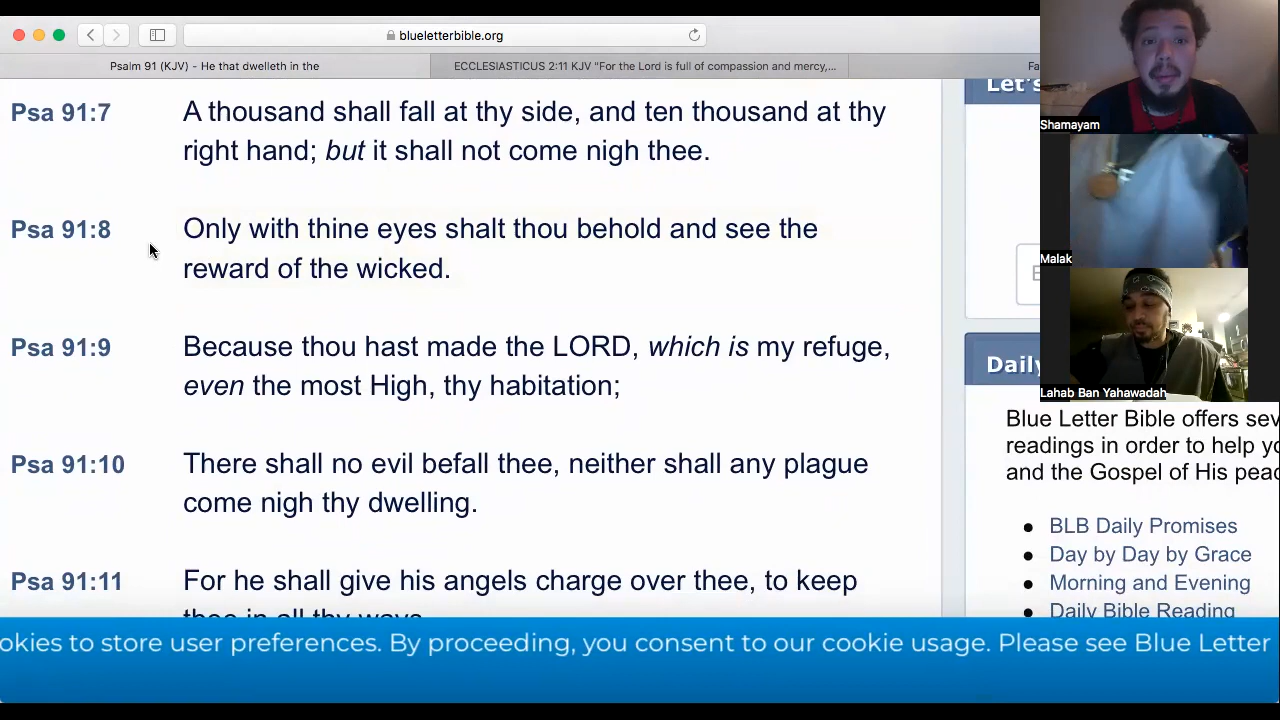 blueletterbible.org
Psalm 91 (KJV) - He that dwelleth in the
ECCLESIASTICUS 2:11 KJV "For the Lord is full of compassion and mercy,...
Psa 91:7
A thousand shall fall at thy side, and ten thousand at thy
right hand; but it shall not come nigh thee.
Psa 91:8
Only with thine eyes shalt thou behold and see the
reward of the wicked.
Psa 91:9
Because thou hast made the LORD, which is my refuge,
even the most High, thy habitation;
Psa 91:10
There shall no evil befall thee, neither shall any plague
come nigh thy dwelling.
Psa 91:11
For he shall give his angels charge over thee, to keep
thee in all thy ways.
Let's
Shamayam
Malak
Lahab Ban Yahawadah
Daily
Blue Letter Bible offers sev
readings in order to help yo
and the Gospel of His peac
BLB Daily Promises
Day by Day by Grace
Morning and Evening
Daily Bible Reading
okies to store user preferences. By proceeding, you consent to our cookie usage. Please see Blue Letter